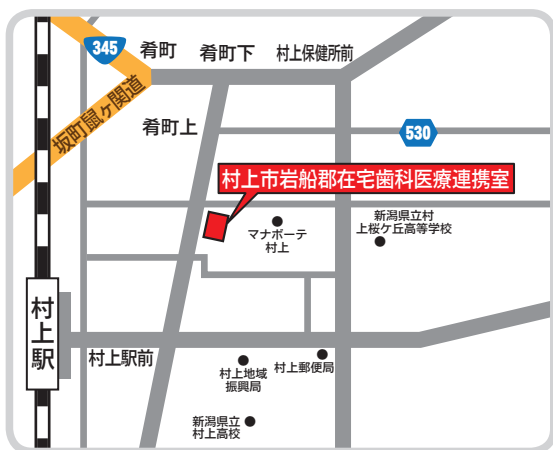 345
肴町
肴町下
村上保健所前
坂町鼠ヶ関道
肴町上
530
村上市岩船郡在宅歯科医療連携室
マナボーテ
村上
新潟県立村
上桜ケ丘高等学校
村上駅
村上駅前
村上地域
振興局
村上郵便局
新潟県立
村上高校